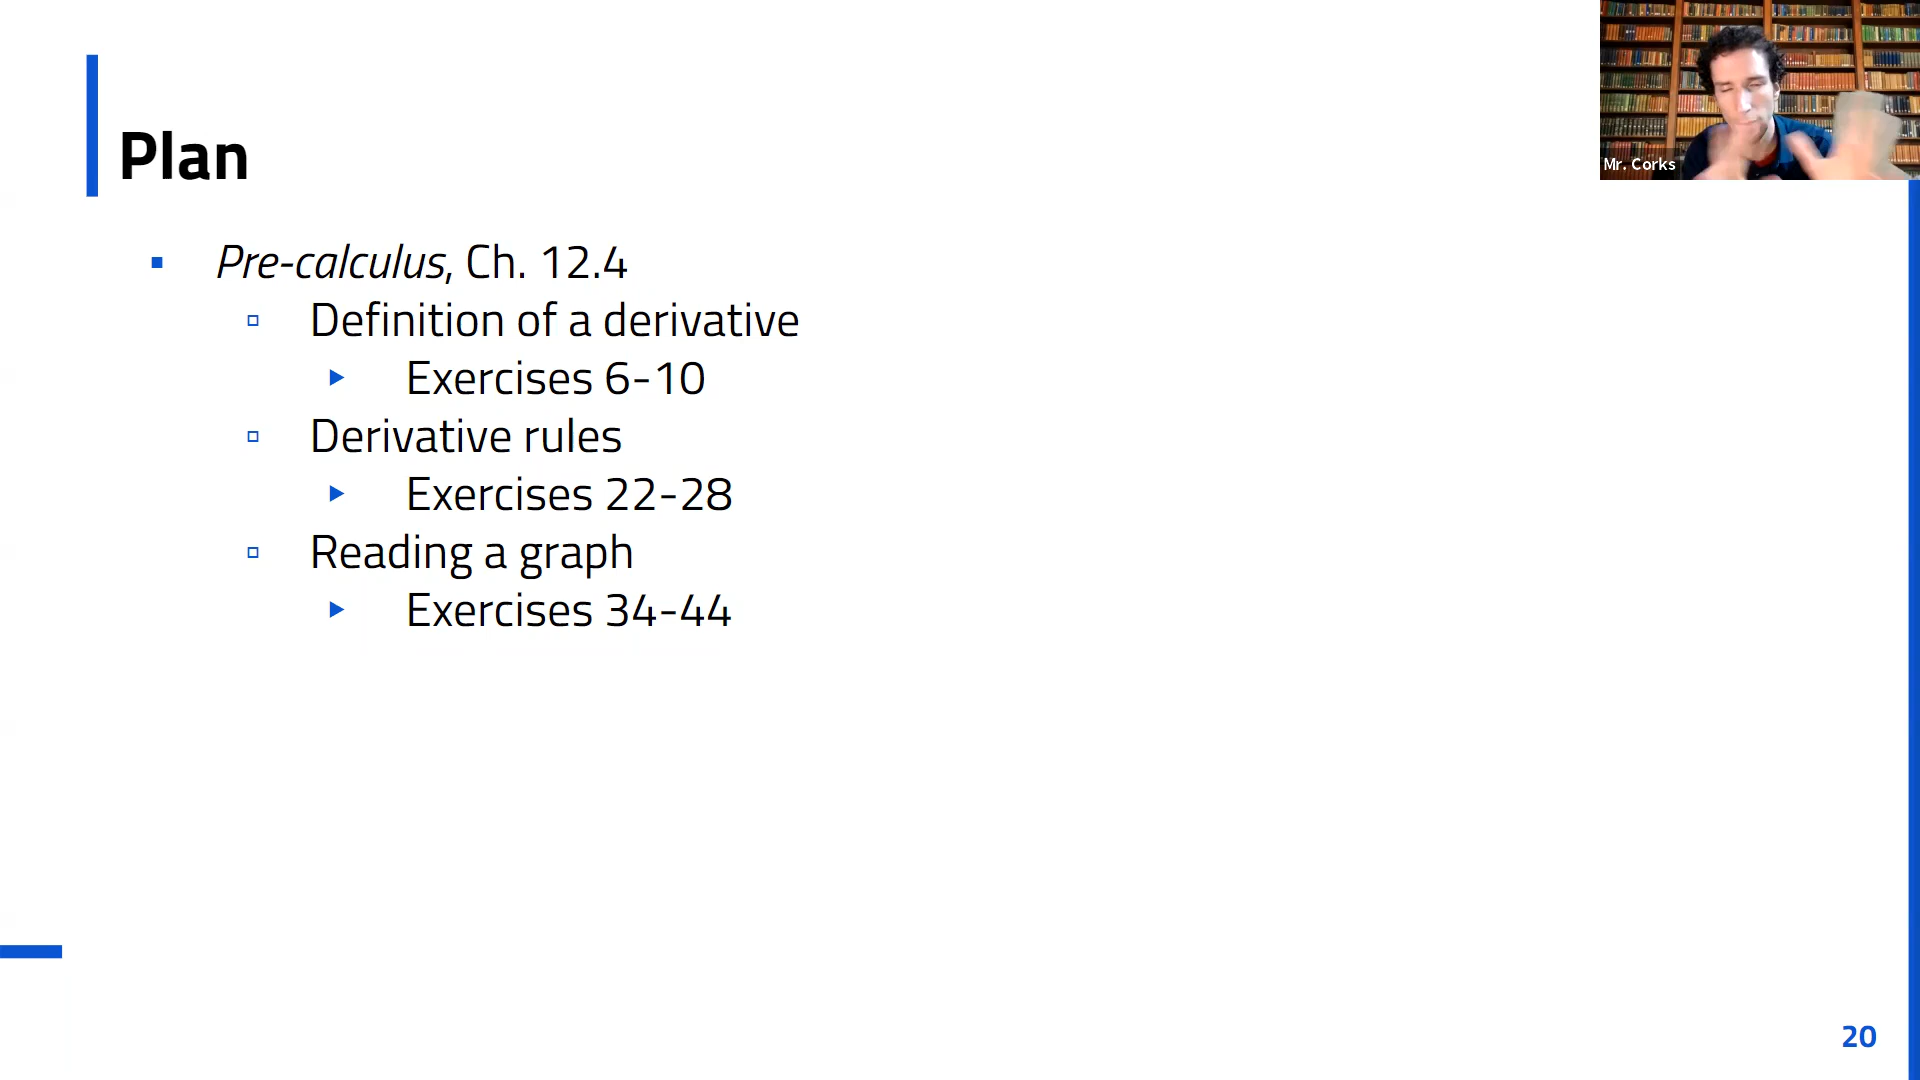 Plan
Mr. Corks
Pre-calculus, Ch. 12.4
Definition of a derivative
Exercises 6-10
Derivative rules
Exercises 22-28
Reading a graph
Exercises 34-44
20